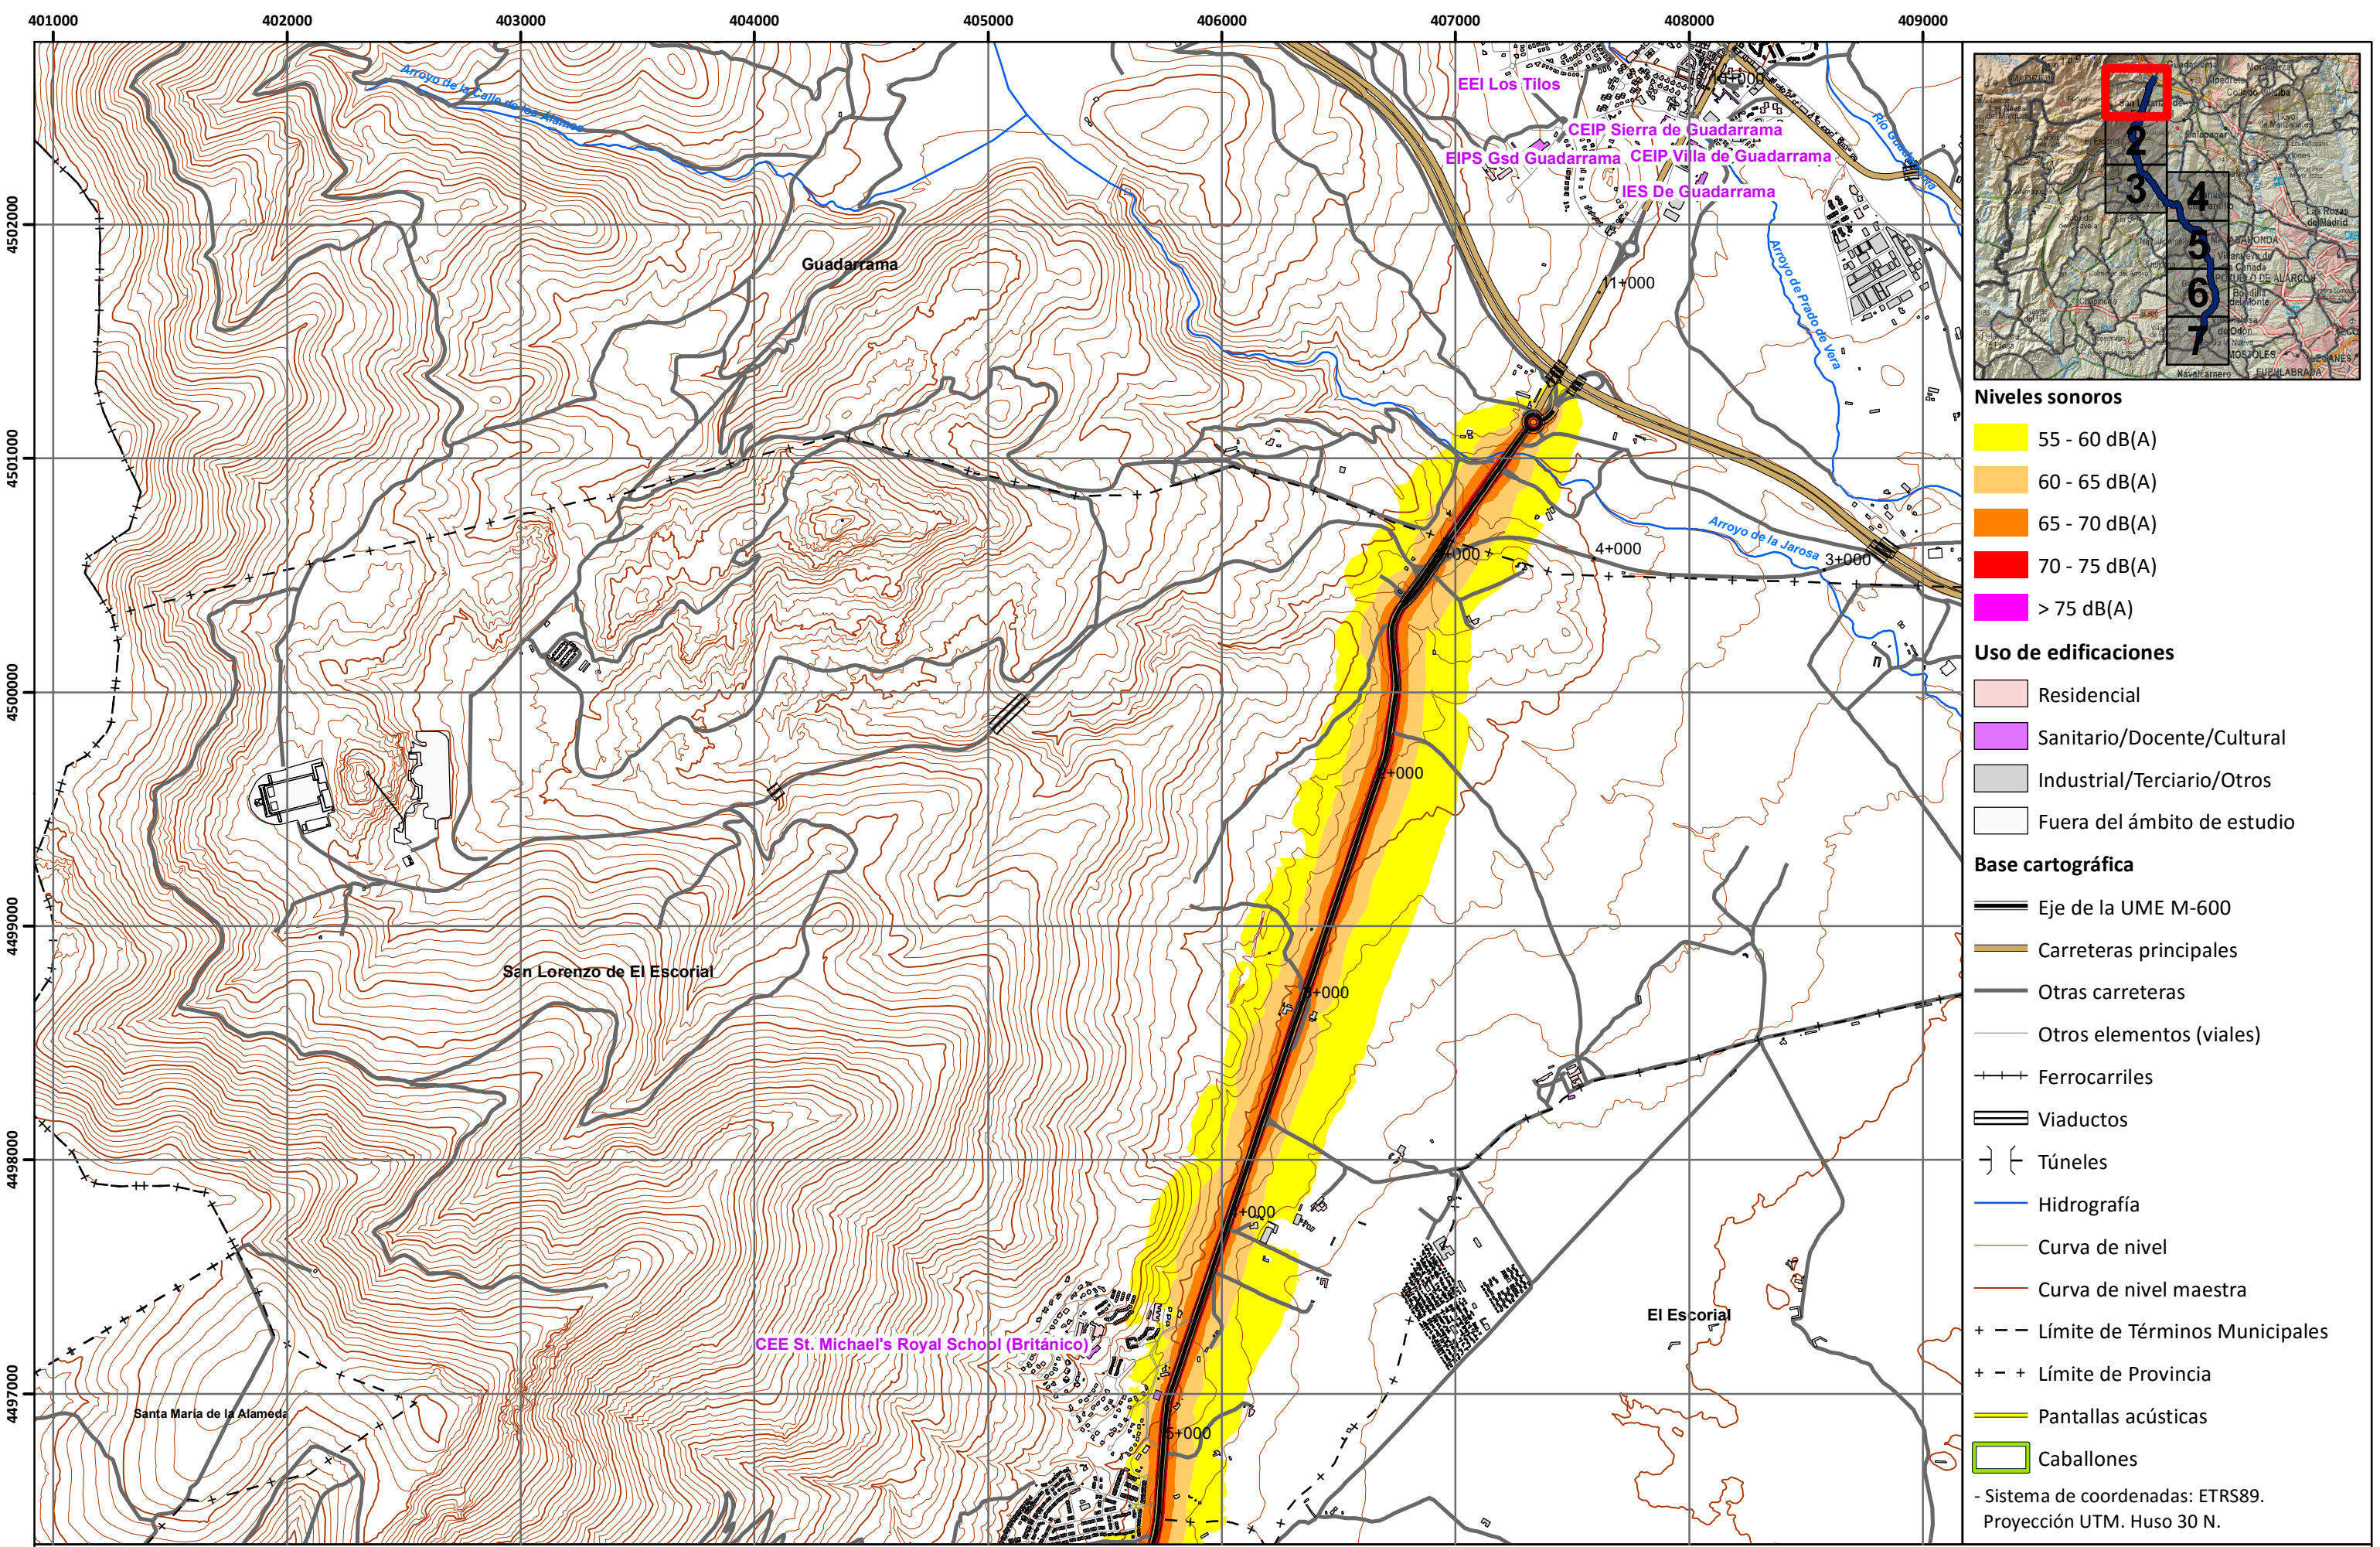 401000 402000 403000 404000 405000 406000 407000 408000 409000
4502000
4501000
4500000
4499000
4498000
4497000
Arroyo de la Calle de los Álamos
EEI Los Tilos
CEIP Sierra de Guadarrama
EIPS Gsd Guadarrama
CEIP Villa de Guadarrama
IES De Guadarrama
Guadarrama
11+000
Arroyo de Prado de Vera
Arroyo de la Jarosa
4+000
3+000
2+000
3+000
San Lorenzo de El Escorial
4+000
El Escorial
CEE St. Michael's Royal School (Británico)
Santa María de la Alameda
5+000
2
3
4
5
6
7
Navalcarnero
Niveles sonoros
55 - 60 dB(A)
60 - 65 dB(A)
65 - 70 dB(A)
70 - 75 dB(A)
> 75 dB(A)
Uso de edificaciones
Residencial
Sanitario/Docente/Cultural
Industrial/Terciario/Otros
Fuera del ámbito de estudio
Base cartográfica
Eje de la UME M-600
Carreteras principales
Otras carreteras
Otros elementos (viales)
Ferrocarriles
Viaductos
Túneles
Hidrografía
Curva de nivel
Curva de nivel maestra
Límite de Términos Municipales
Límite de Provincia
Pantallas acústicas
Caballones
- Sistema de coordenadas: ETRS89.
Proyección UTM. Huso 30 N.